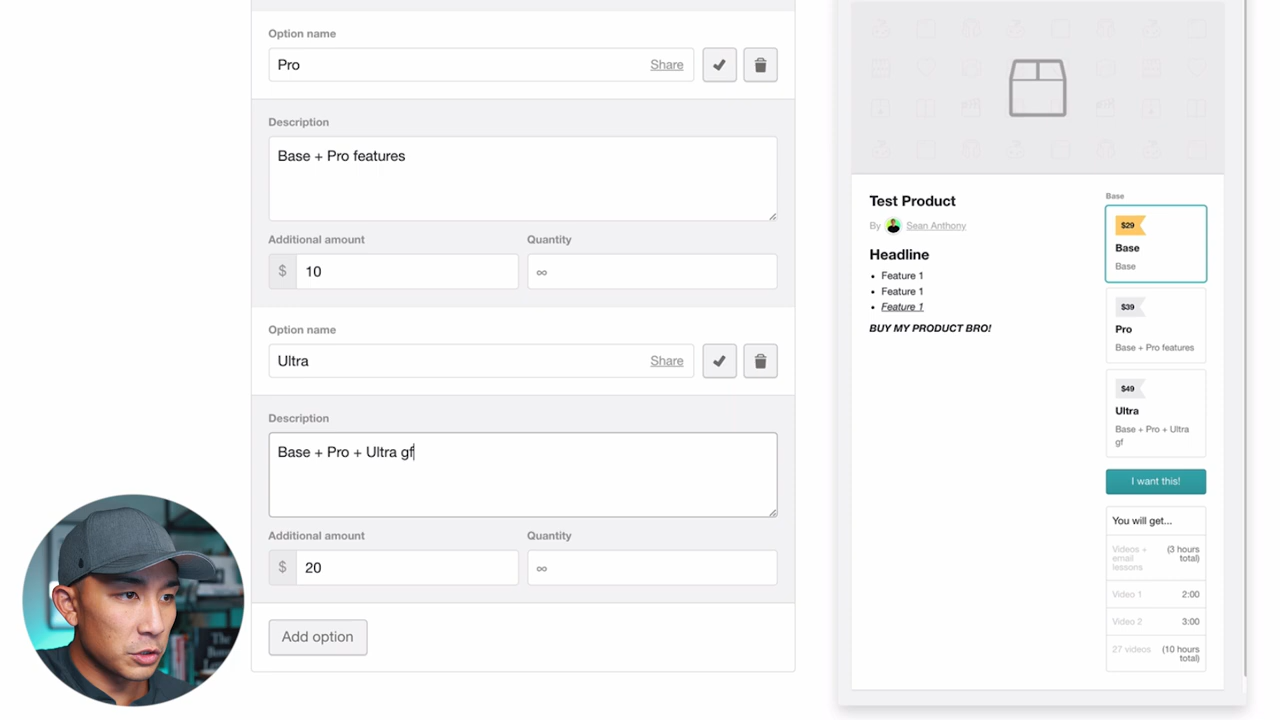 Option name
Pro
Share
Description
Base + Pro features
Additional amount
Quantity
$
10
∞
Option name
Ultra
Share
Description
Base + Pro + Ultra gf
Additional amount
Quantity
$
20
∞
Add option
Test Product
By Sean Anthony
Headline
• Feature 1
• Feature 1
• Feature 1
BUY MY PRODUCT BRO!
Base
$29
Base
Base
$39
Pro
Base + Pro features
$49
Ultra
Base + Pro + Ultra
gf
I want this!
You will get...
Videos +
email
lessons
(3 hours
total)
Video 1
2:00
Video 2
3:00
27 videos
(10 hours
total)